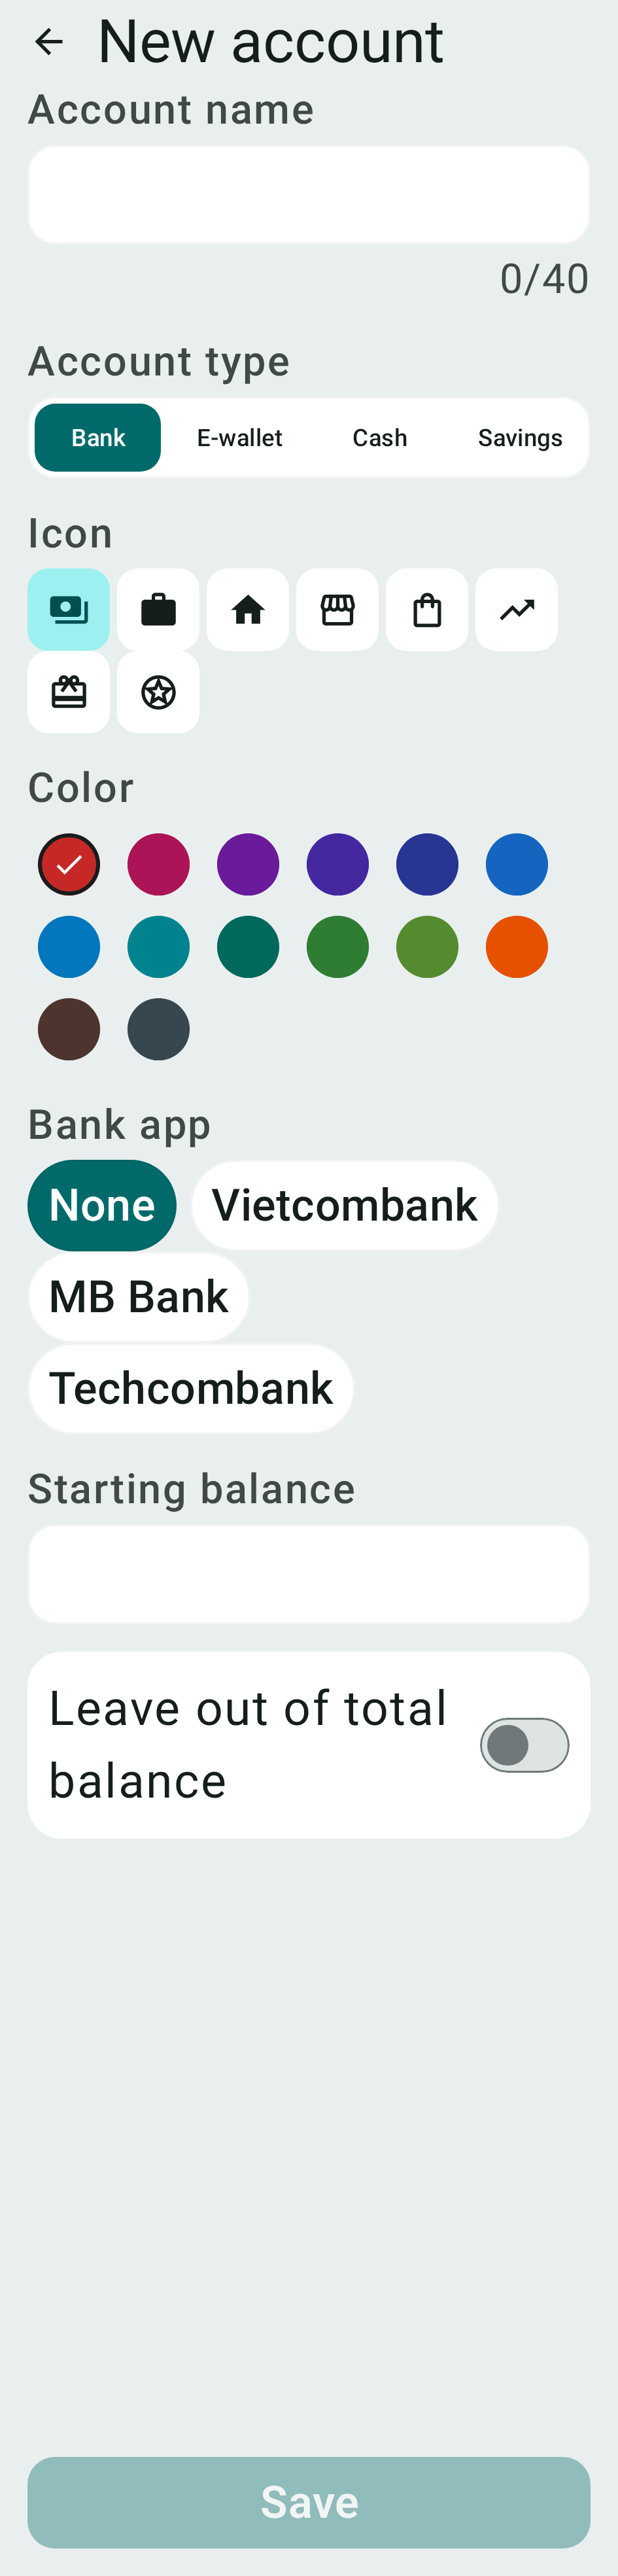 New account
Account name
0/40
Account type
Bank E-wallet Cash Savings
Icon
Color
Bank app
None Vietcombank
MB Bank
Techcombank
Starting balance
Leave out of total
balance
Save